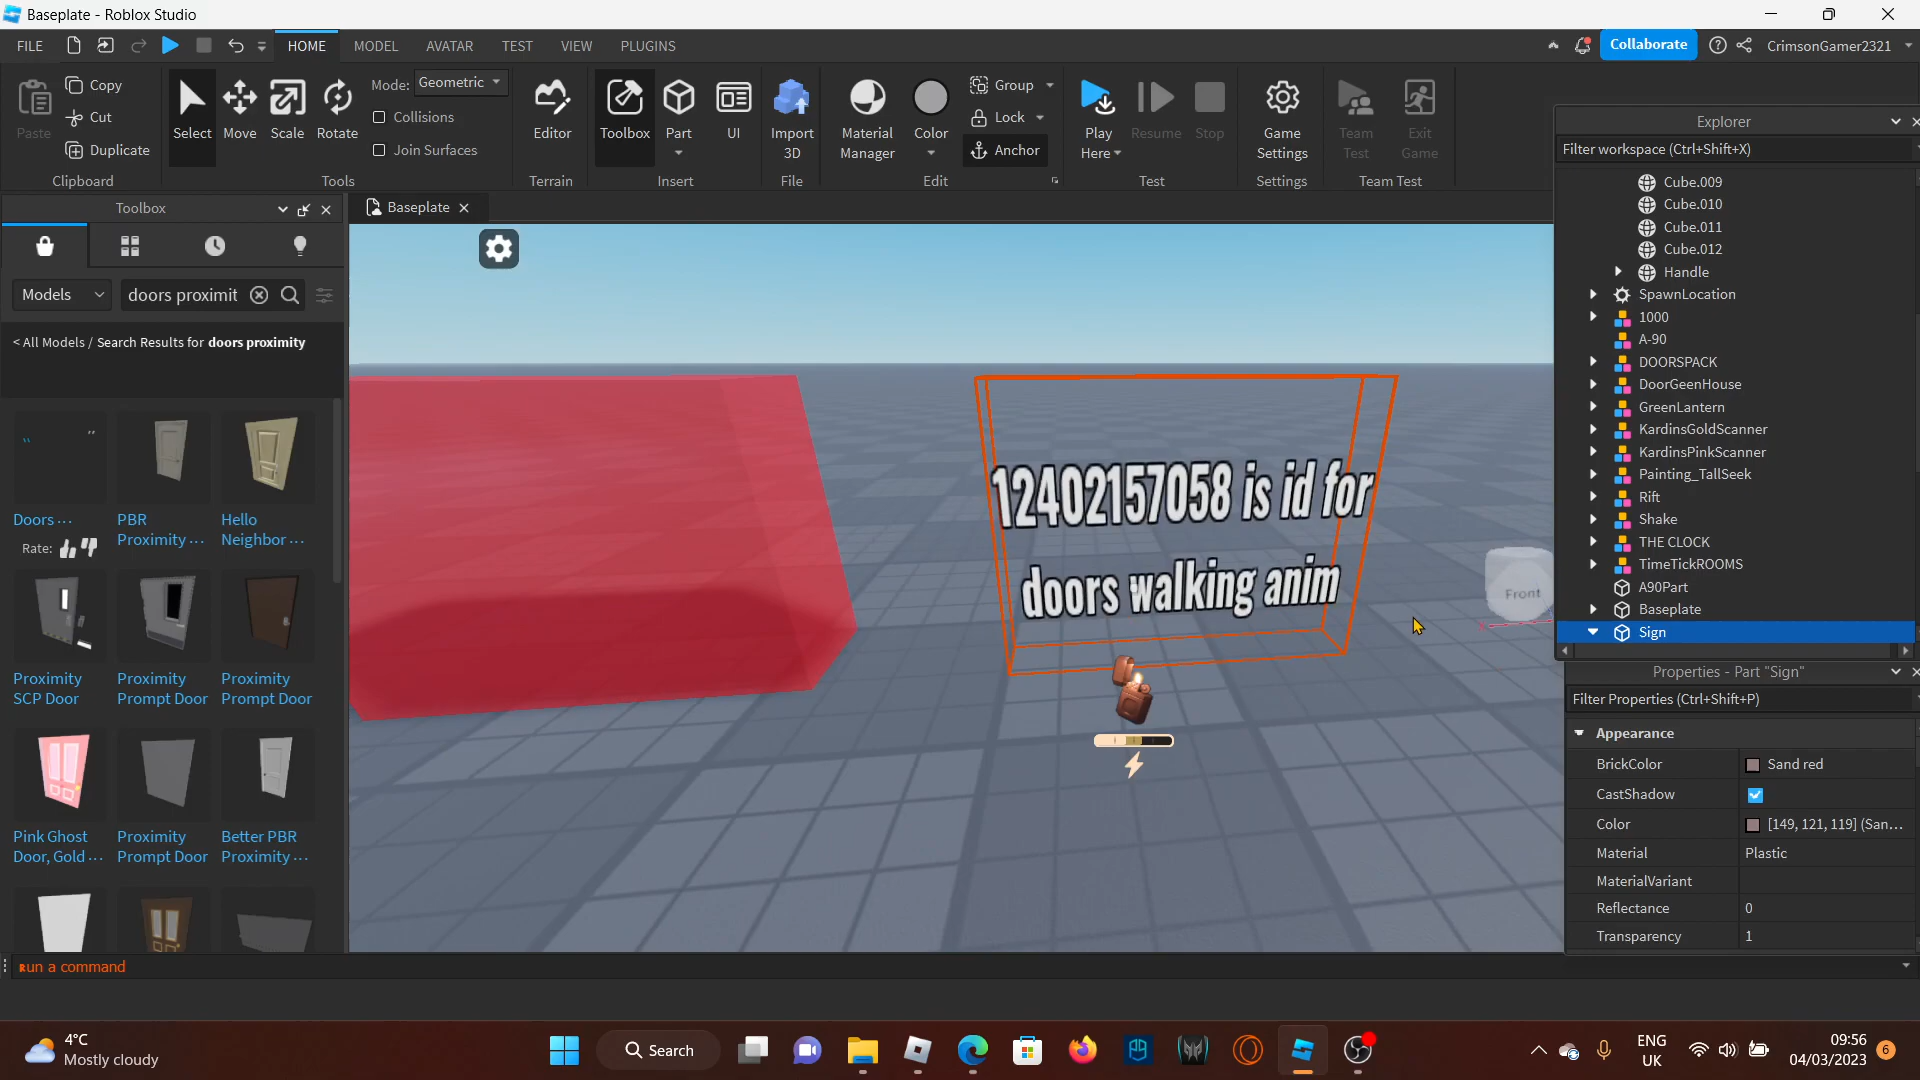 Baseplate - Roblox Studio
FILE HOME MODEL AVATAR TEST VIEW PLUGINS Collaborate CrimsonGamer2321
Paste Copy Cut Duplicate Clipboard
Select Move Scale Rotate Mode: Geometric Collisions Join Surfaces Tools
Editor Terrain
Toolbox Part UI Insert
Import 3D File
Material Manager Color Group Lock Anchor Edit
Play Here Resume Stop Test
Game Settings Settings
Team Test Exit Game Team Test
Toolbox
Models doors proximit
< All Models / Search Results for doors proximity
Doors ...
Rate:
PBR Proximity ...
Hello Neighbor ...
Proximity SCP Door
Proximity Prompt Door
Proximity Prompt Door
Pink Ghost Door, Gold ...
Proximity Prompt Door
Better PBR Proximity ...
Baseplate
12402157058 is id for
doors walking anim
Front
Explorer
Filter workspace (Ctrl+Shift+X)
Cube.009
Cube.010
Cube.011
Cube.012
Handle
SpawnLocation
1000
A-90
DOORSPACK
DoorGeenHouse
GreenLantern
KardinsGoldScanner
KardinsPinkScanner
Painting_TallSeek
Rift
Shake
THE CLOCK
TimeTickROOMS
A90Part
Baseplate
Sign
Properties - Part "Sign"
Filter Properties (Ctrl+Shift+P)
Appearance
BrickColor Sand red
CastShadow
Color [149, 121, 119] (San...
Material Plastic
MaterialVariant
Reflectance 0
Transparency 1
Run a command
4°C
Mostly cloudy
Search
ENG
UK
09:56
04/03/2023
6